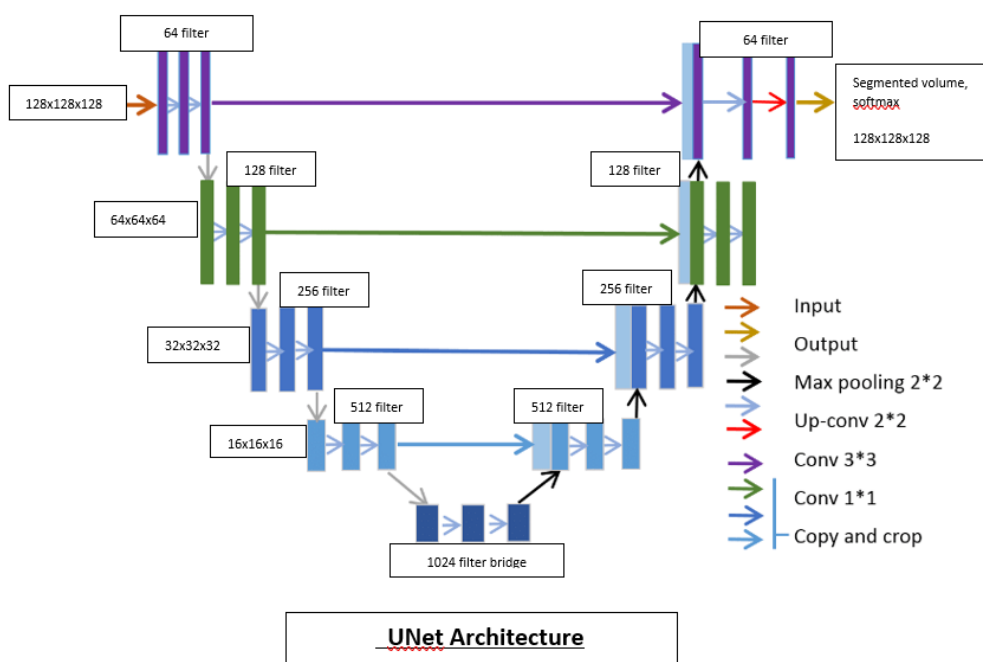 64 filter
64 filter
128x128x128
Segmented volume,
softmax
128x128x128
128 filter
128 filter
64x64x64
256 filter
256 filter
32x32x32
512 filter
512 filter
16x16x16
1024 filter bridge
Input
Output
Max pooling 2*2
Up-conv 2*2
Conv 3*3
Conv 1*1
Copy and crop
UNet Architecture